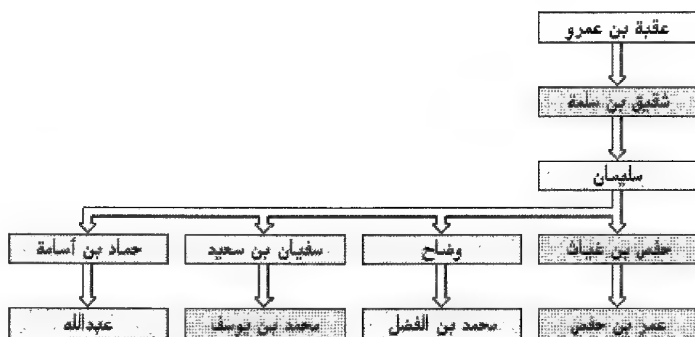 عقبة بن عمرو
شقيق بن سلمة
سليمان
حفص بن غياث
وضاح
سفيان بن سعيد
حماد بن أسامة
عمر بن حفص
محمد بن الفضل
محمد بن يوسف
عبدالله